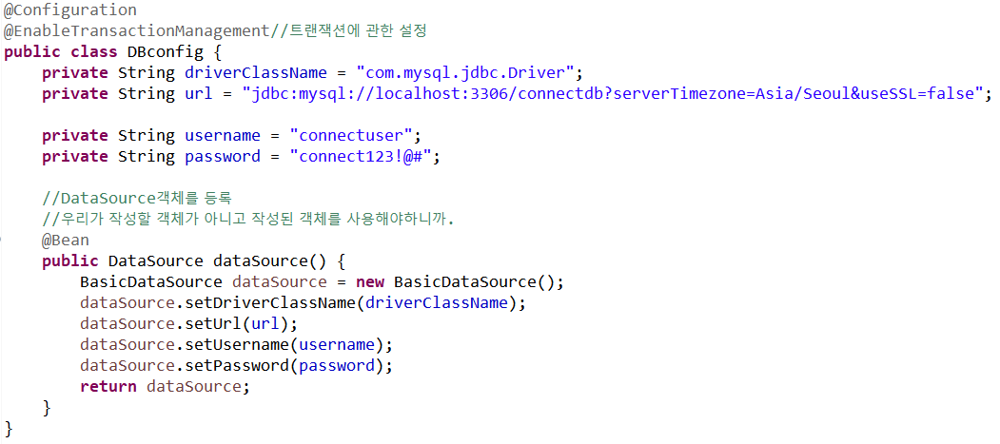 @Configuration
@EnableTransactionManagement//트랜잭션에 관한 설정
public class DBconfig {
    private String driverClassName = "com.mysql.jdbc.Driver";
    private String url = "jdbc:mysql://localhost:3306/connectdb?serverTimezone=Asia/Seoul&useSSL=false";

    private String username = "connectuser";
    private String password = "connect123!@#";

    //DataSource객체를 등록
    //우리가 작성할 객체가 아니고 작성된 객체를 사용해야하니까.
    @Bean
    public DataSource dataSource() {
        BasicDataSource dataSource = new BasicDataSource();
        dataSource.setDriverClassName(driverClassName);
        dataSource.setUrl(url);
        dataSource.setUsername(username);
        dataSource.setPassword(password);
        return dataSource;
    }
}